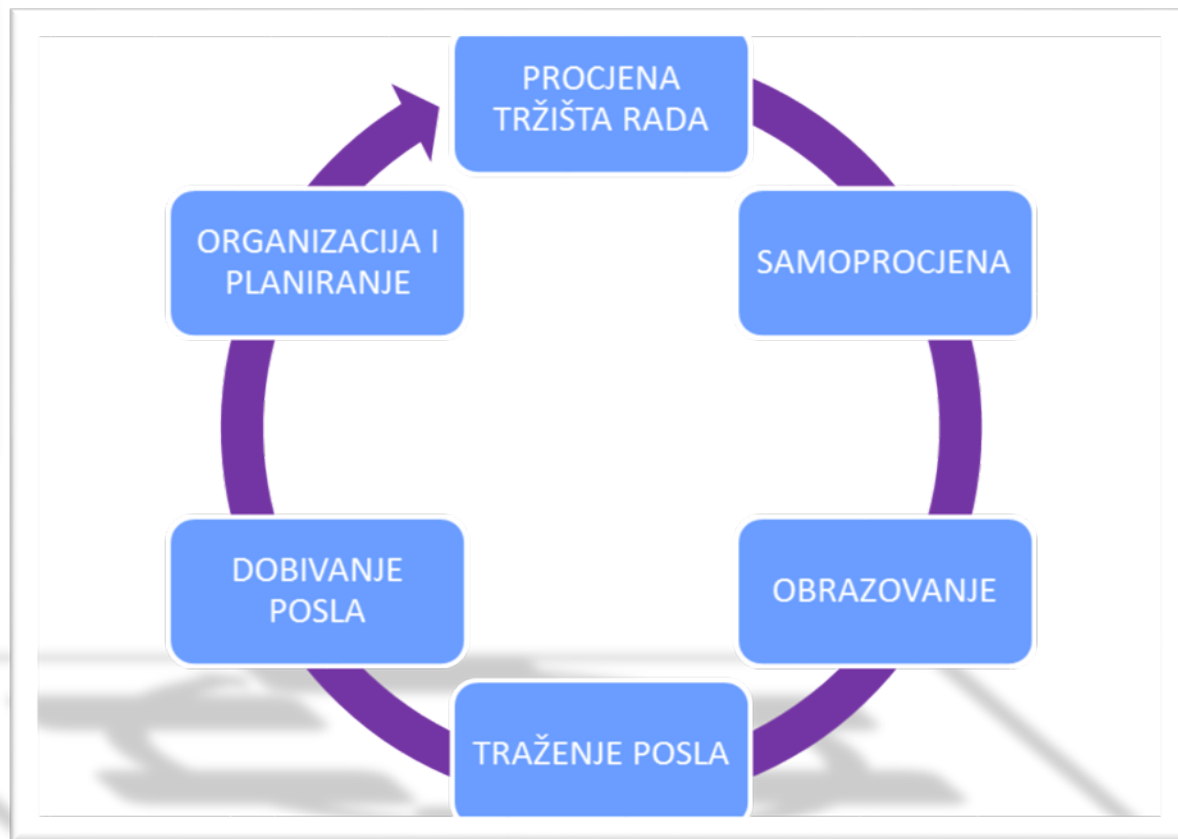 PROCJENA
TRŽIŠTA RADA
SAMOPROCJENA
OBRAZOVANJE
TRAŽENJE POSLA
DOBIVANJE
POSLA
ORGANIZACIJA I
PLANIRANJE